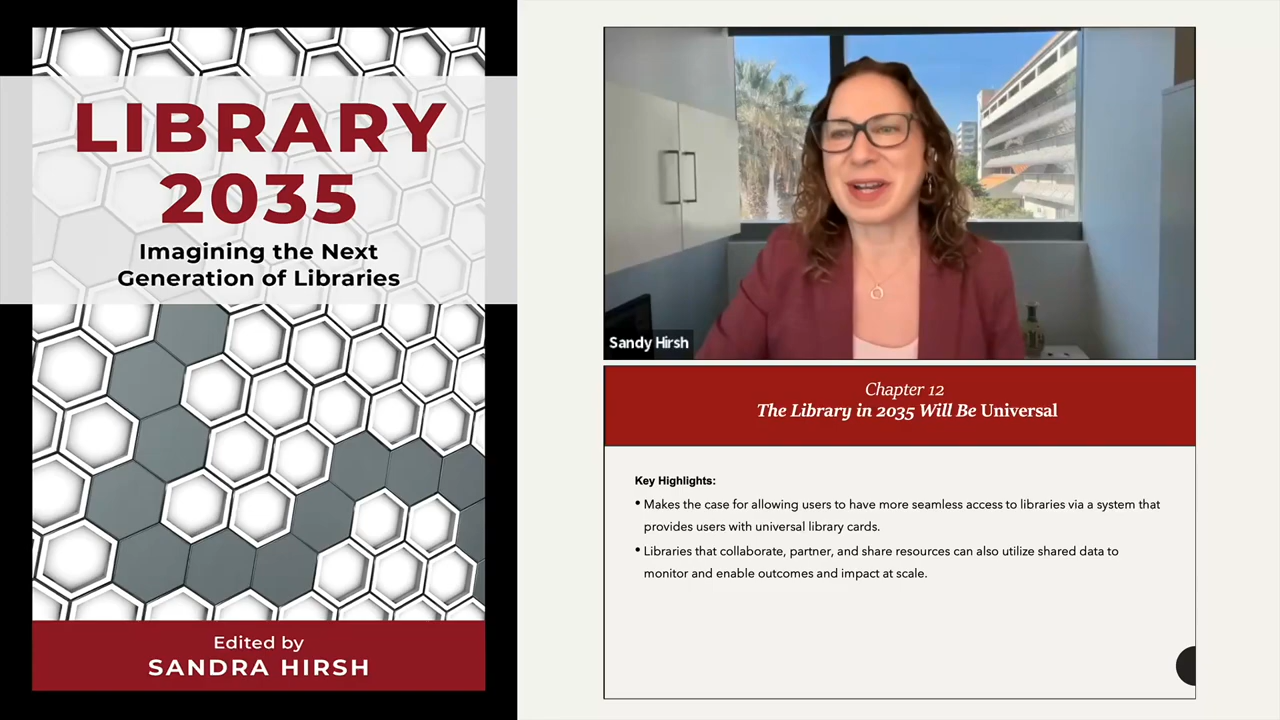 LIBRARY
2035
Imagining the Next
Generation of Libraries
Edited by
SANDRA HIRSH
Sandy Hirsh
Chapter 12
The Library in 2035 Will Be Universal
Key Highlights:
• Makes the case for allowing users to have more seamless access to libraries via a system that
provides users with universal library cards.
• Libraries that collaborate, partner, and share resources can also utilize shared data to
monitor and enable outcomes and impact at scale.